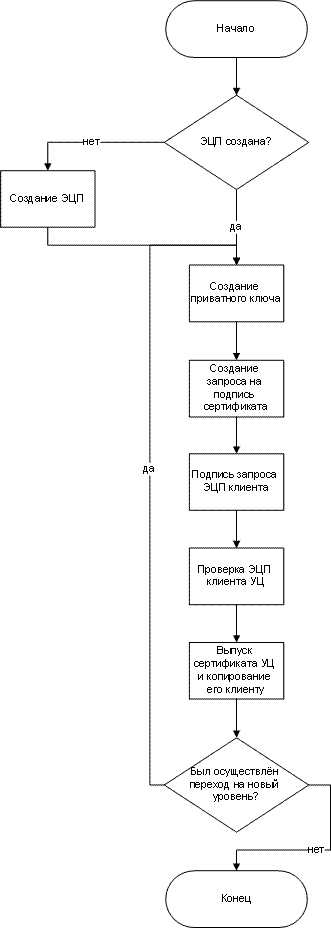 Начало
ЭЦП создана?
нет
Создание ЭЦП
да
Создание
приватного ключа
Создание
запроса на
подпись
сертификата
да
Подпись запроса
ЭЦП клиента
Проверка ЭЦП
клиента УЦ
Выпуск
сертификата УЦ
и копирование
его клиенту
Был осуществлён
переход на новый
уровень?
нет
Конец